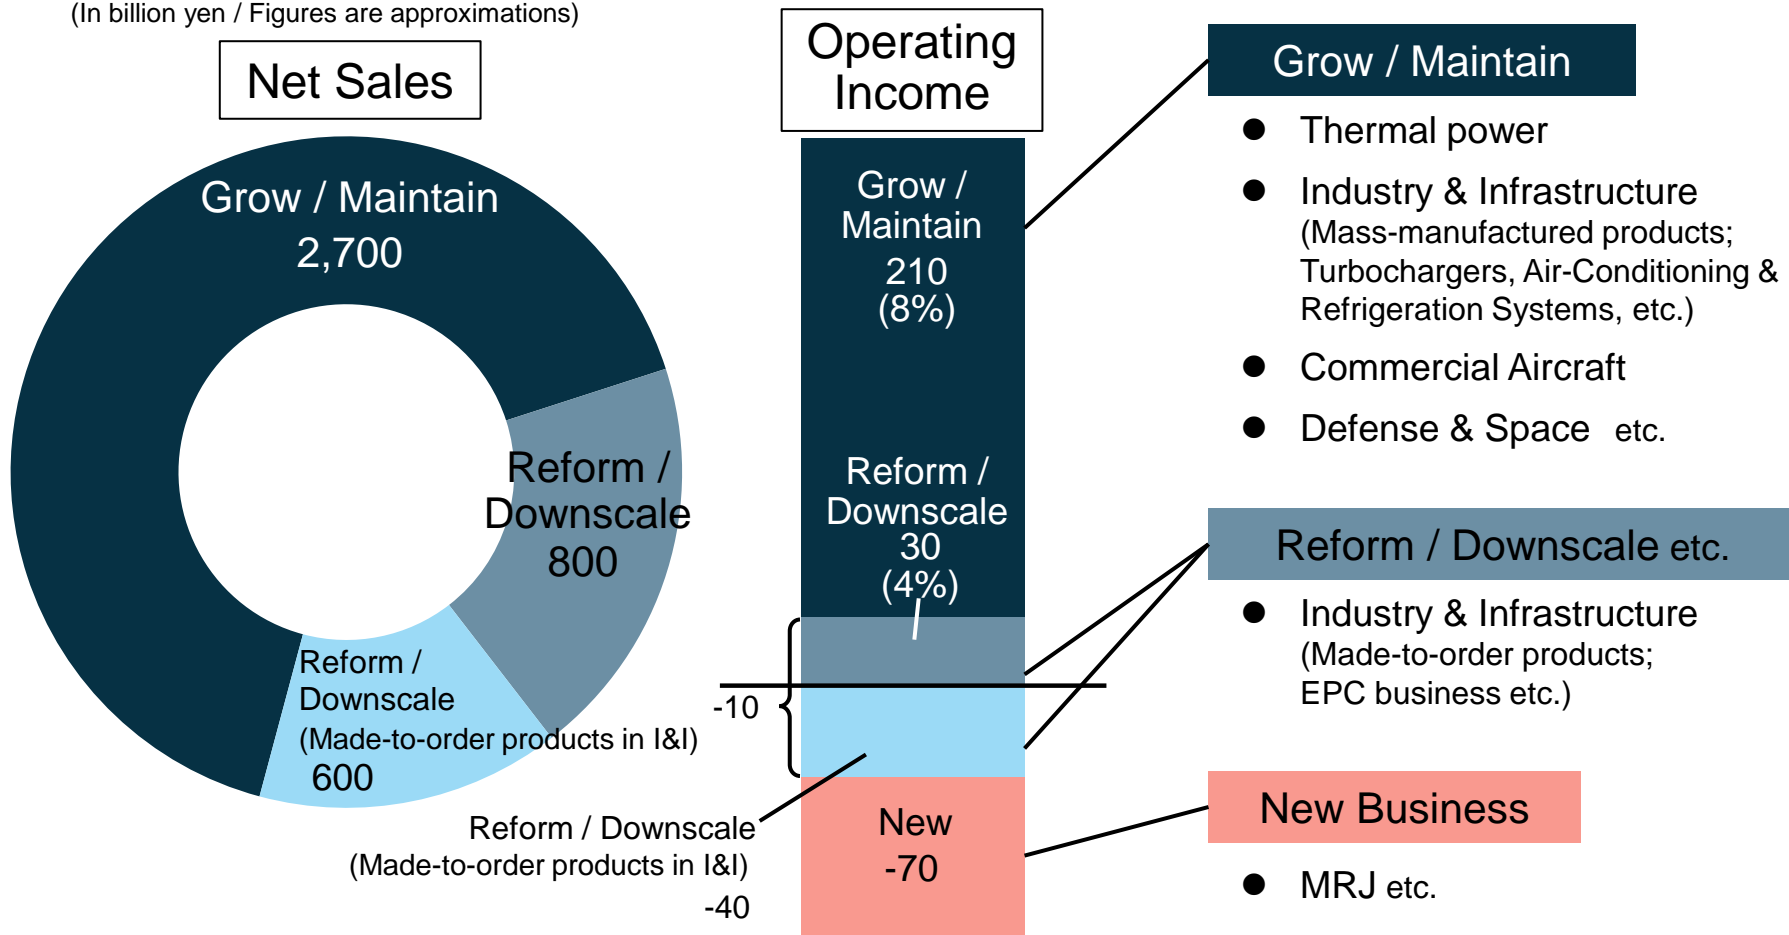 (In billion yen / Figures are approximations)
Net Sales
Grow / Maintain
2,700
Reform /
Downscale
800
Reform /
Downscale
(Made-to-order products in I&I)
600
Operating
Income
Grow /
Maintain
210
(8%)
Reform /
Downscale
30
(4%)
-10
Reform / Downscale
(Made-to-order products in I&I)
-40
New
-70
Grow / Maintain
● Thermal power
● Industry & Infrastructure
(Mass-manufactured products;
Turbochargers, Air-Conditioning &
Refrigeration Systems, etc.)
● Commercial Aircraft
● Defense & Space etc.
Reform / Downscale etc.
● Industry & Infrastructure
(Made-to-order products;
EPC business etc.)
New Business
● MRJ etc.